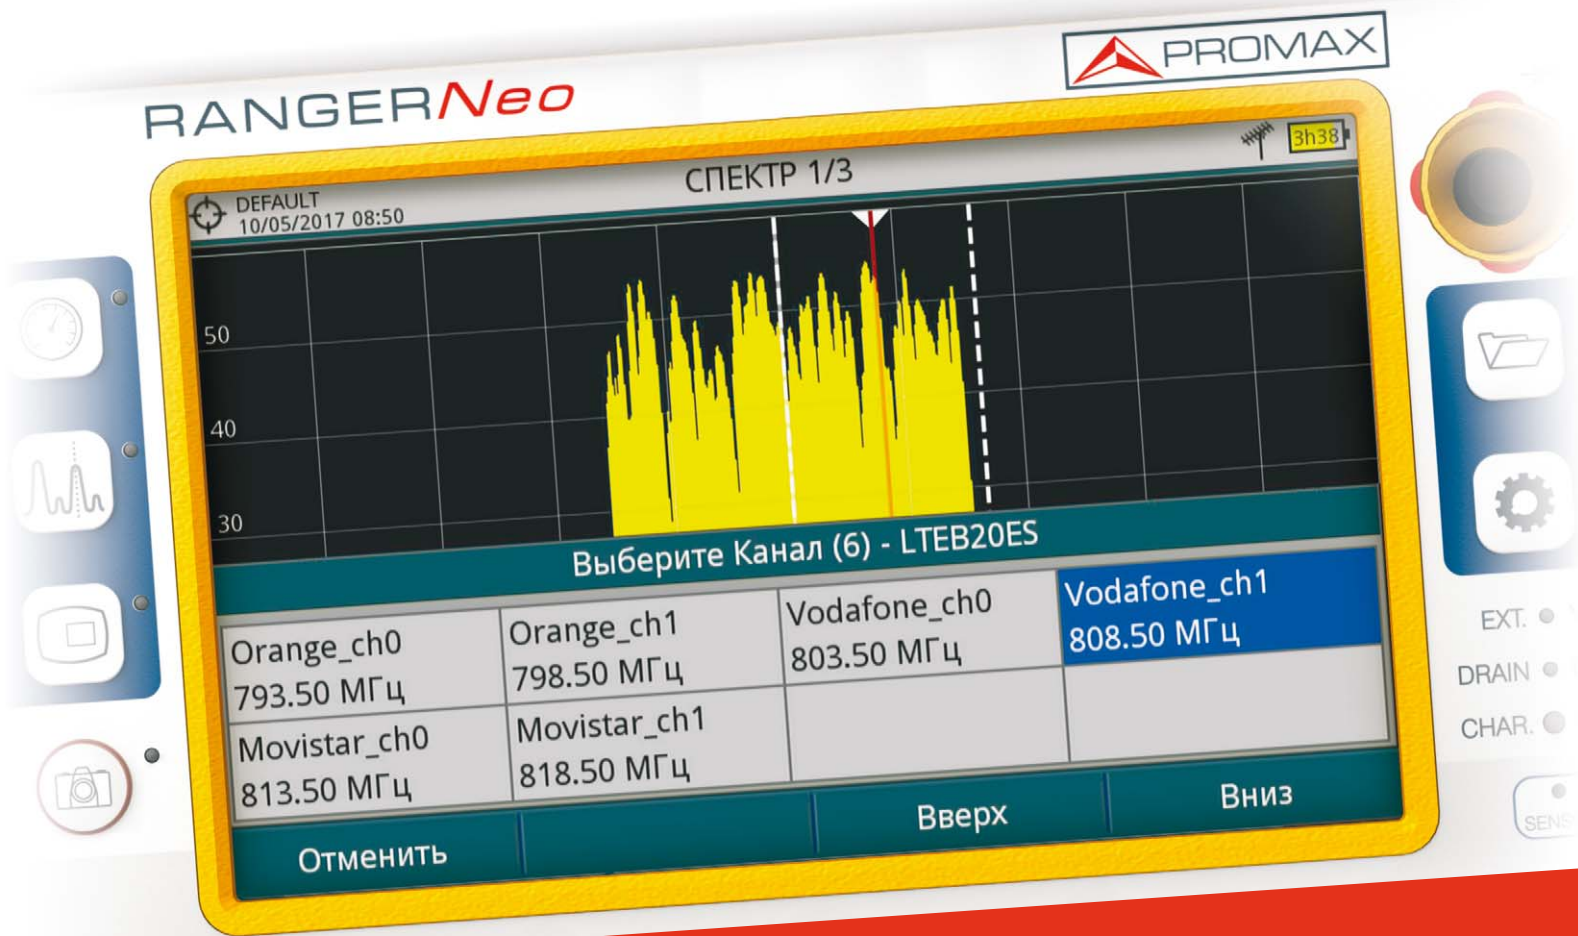 RANGERNeo
PROMAX
DEFAULT
10/05/2017 08:50
СПЕКТР 1/3
3h38
50
40
30
Выберите Канал (6) - LTEB20ES
Orange_ch0
793.50 МГц
Orange_ch1
798.50 МГц
Vodafone_ch0
803.50 МГц
Vodafone_ch1
808.50 МГц
Movistar_ch0
813.50 МГц
Movistar_ch1
818.50 МГц
Отменить
Вверх
Вниз
EXT.
DRAIN
CHAR.